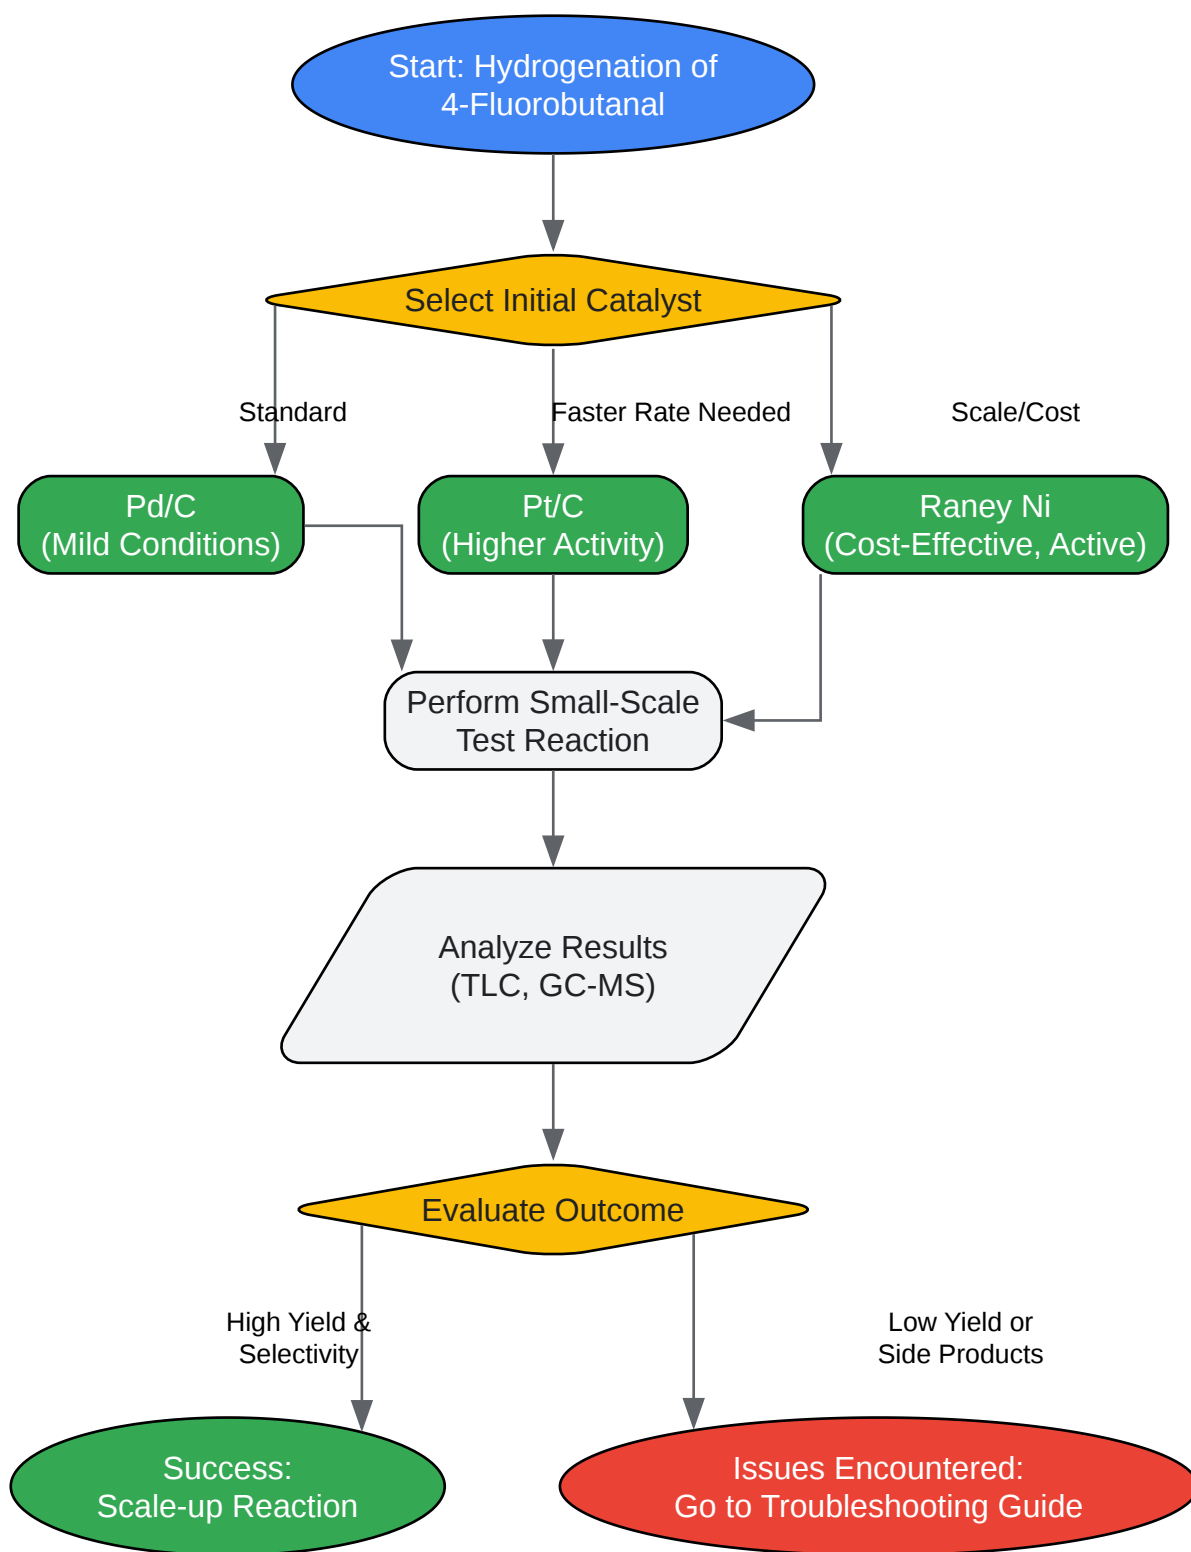 Start: Hydrogenation of
4-Fluorobutanal
Select Initial Catalyst
Standard
Faster Rate Needed
Scale/Cost
Pd/C
(Mild Conditions)
Pt/C
(Higher Activity)
Raney Ni
(Cost-Effective, Active)
Perform Small-Scale
Test Reaction
Analyze Results
(TLC, GC-MS)
Evaluate Outcome
High Yield &
Selectivity
Low Yield or
Side Products
Success:
Scale-up Reaction
Issues Encountered:
Go to Troubleshooting Guide